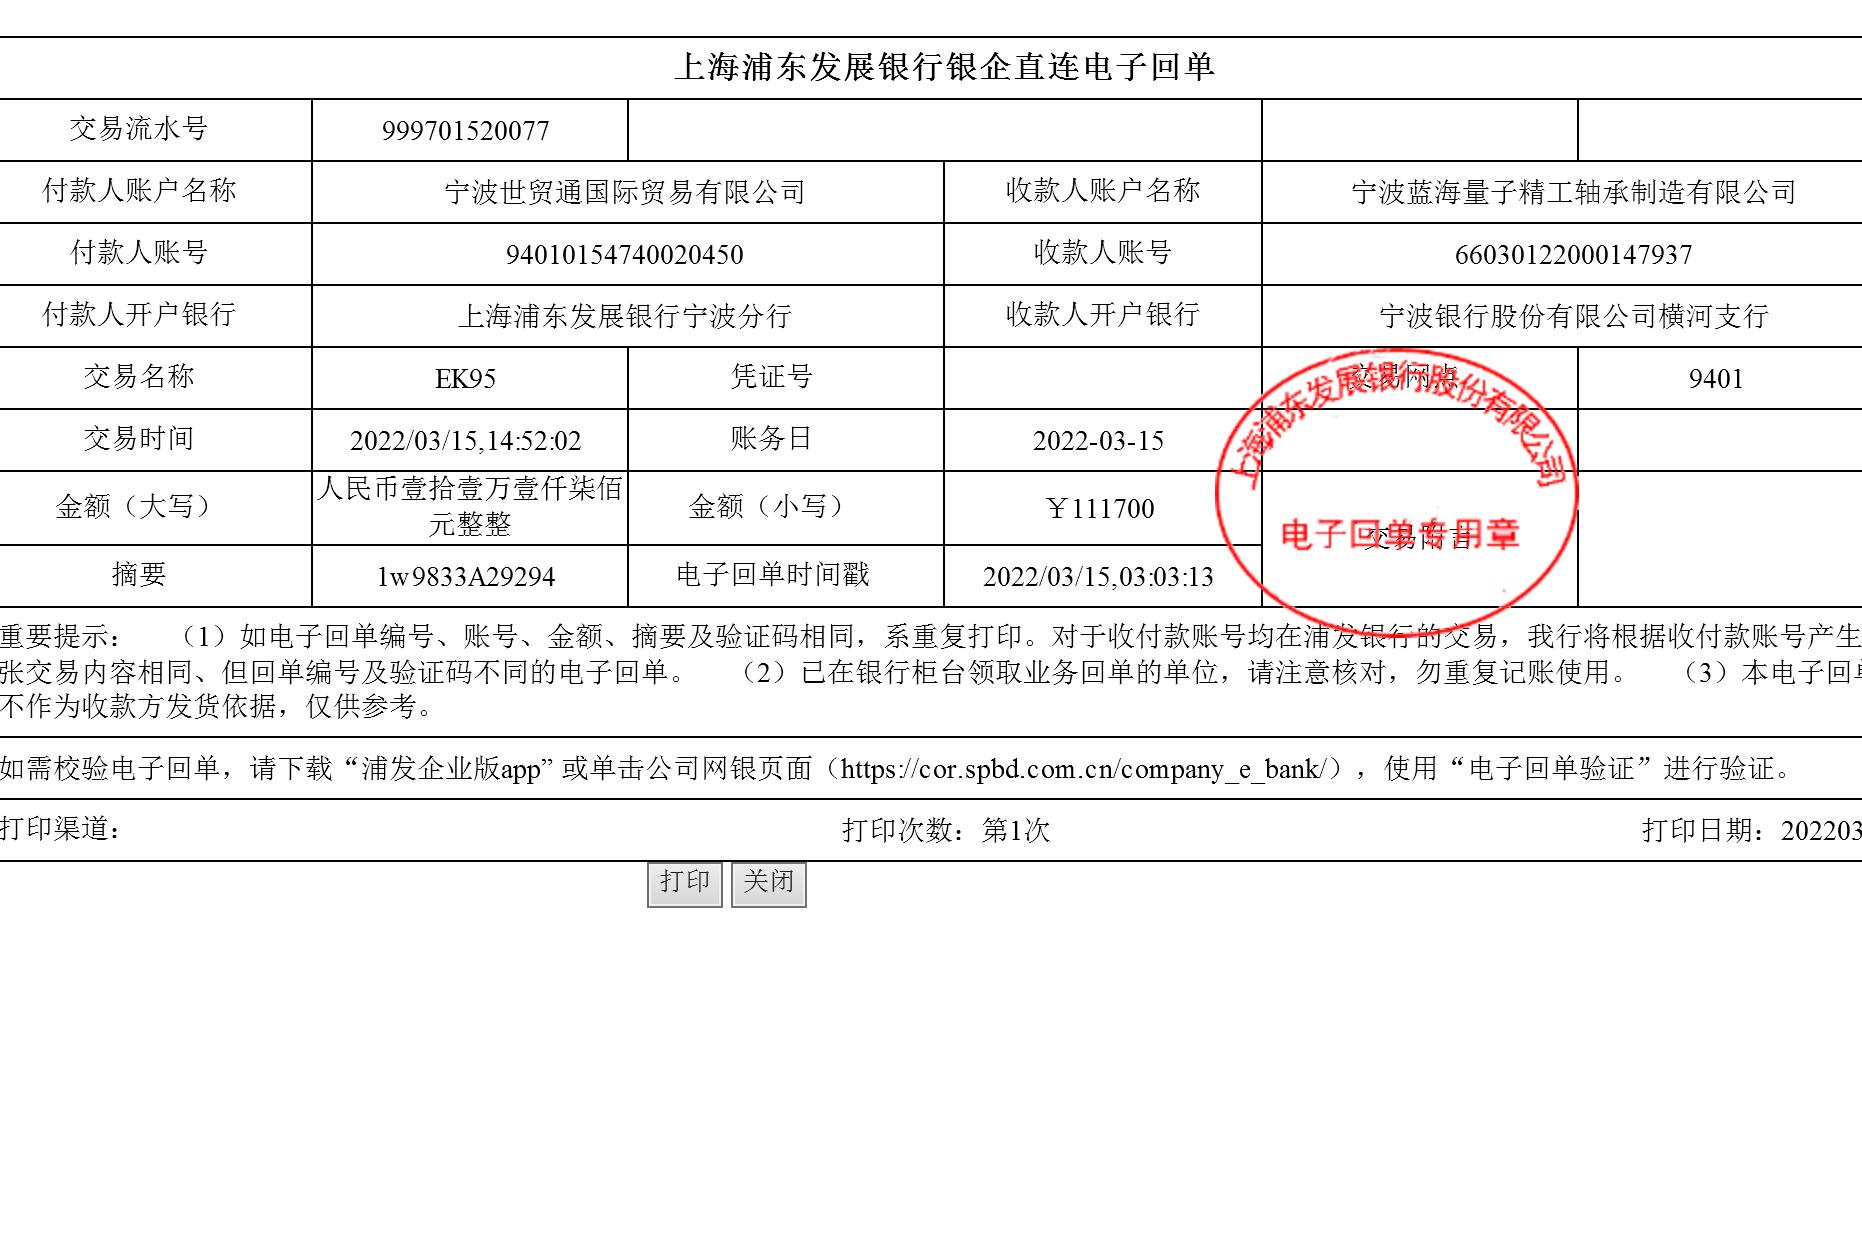 上海浦东发展银行银企直连电子回单
交易流水号 999701520077
付款人账户名称 宁波世贸通国际贸易有限公司 收款人账户名称 宁波蓝海量子精工轴承制造有限公司
付款人账号 94010154740020450 收款人账号 66030122000147937
付款人开户银行 上海浦东发展银行宁波分行 收款人开户银行 宁波银行股份有限公司横河支行
交易名称 EK95 凭证号 交易网点 9401
交易时间 2022/03/15,14:52:02 账务日 2022-03-15
金额（大写） 人民币壹拾壹万壹仟柒佰
元整整 金额（小写） ￥111700 交易附言
摘要 1w9833A29294 电子回单时间戳 2022/03/15,03:03:13
上海浦东发展银行股份有限公司
电子回单专用章
重要提示： （1）如电子回单编号、账号、金额、摘要及验证码相同，系重复打印。对于收付款账号均在浦发银行的交易，我行将根据收付款账号产生
张交易内容相同、但回单编号及验证码不同的电子回单。 （2）已在银行柜台领取业务回单的单位，请注意核对，勿重复记账使用。 （3）本电子回单
不作为收款方发货依据，仅供参考。
如需校验电子回单，请下载“浦发企业版app” 或单击公司网银页面（https://cor.spbd.com.cn/company_e_bank/），使用“电子回单验证”进行验证。
打印渠道： 打印次数：第1次 打印日期：202203
打印 关闭